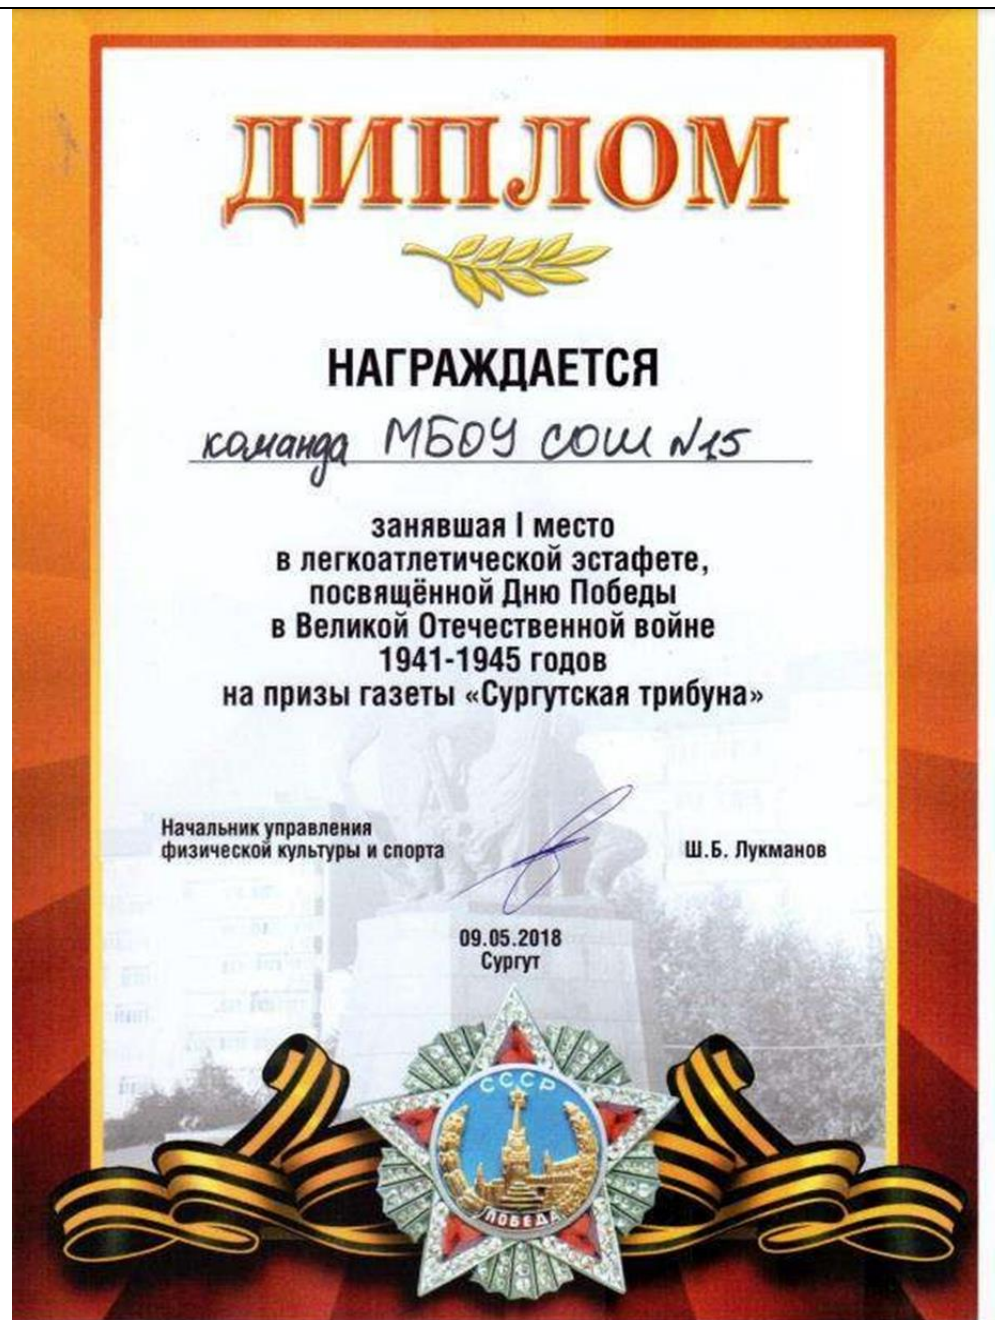 ДИПЛОМ
НАГРАЖДАЕТСЯ
команда МБОУ СОШ №15
занявшая I место
в легкоатлетической эстафете,
посвящённой Дню Победы
в Великой Отечественной войне
1941-1945 годов
на призы газеты «Сургутская трибуна»
Начальник управления
физической культуры и спорта
Ш.Б. Лукманов
09.05.2018
Сургут
СССР
ПОБЕДА